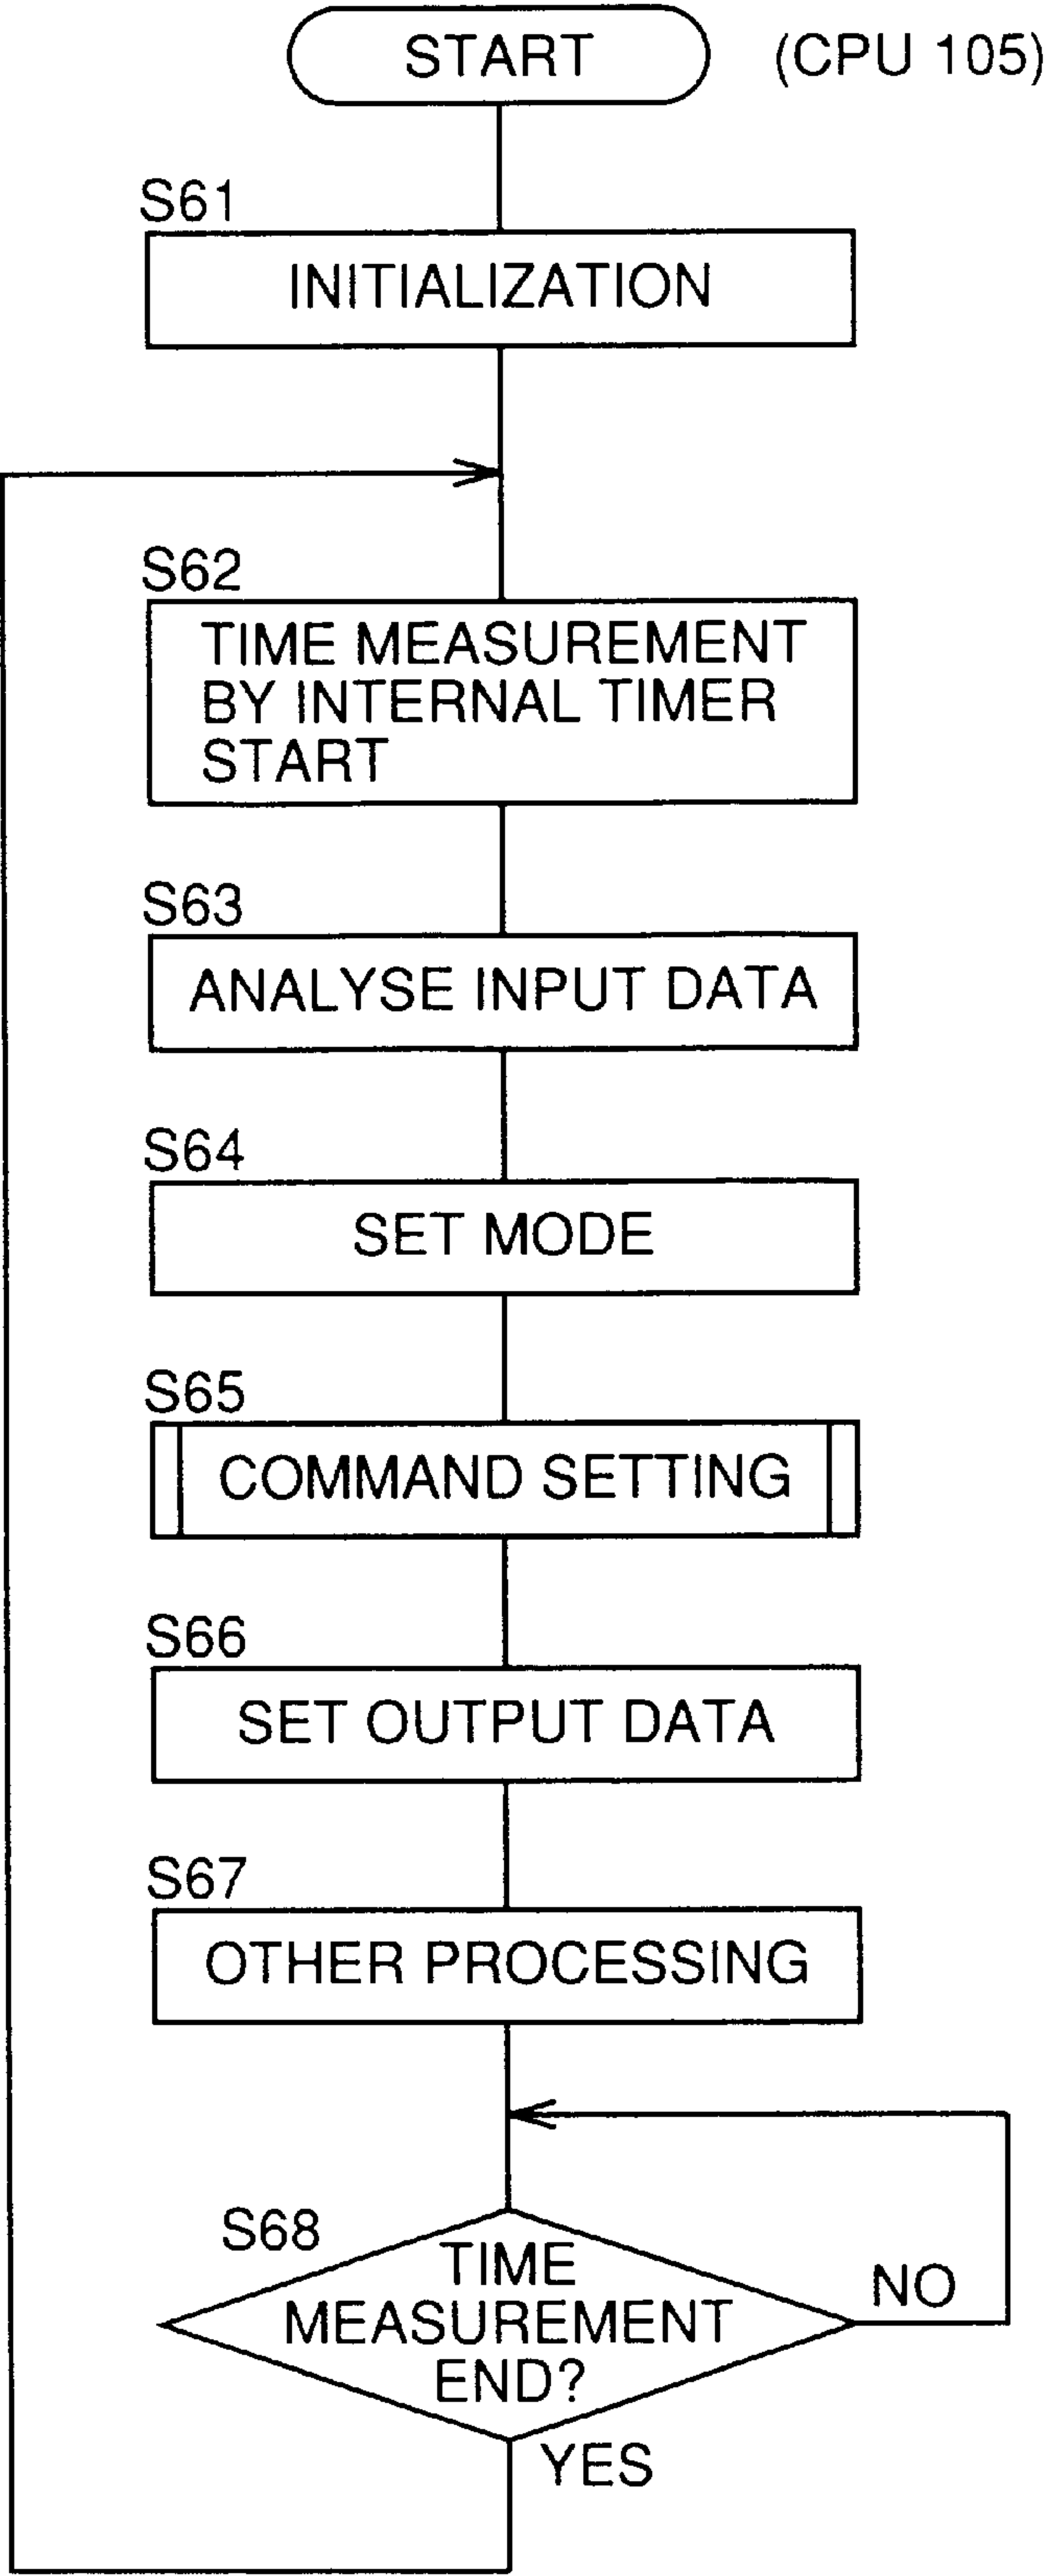 START
(CPU 105)
S61
INITIALIZATION
S62
TIME MEASUREMENT
BY INTERNAL TIMER
START
S63
ANALYSE INPUT DATA
S64
SET MODE
S65
COMMAND SETTING
S66
SET OUTPUT DATA
S67
OTHER PROCESSING
S68
TIME
MEASUREMENT
END?
NO
YES